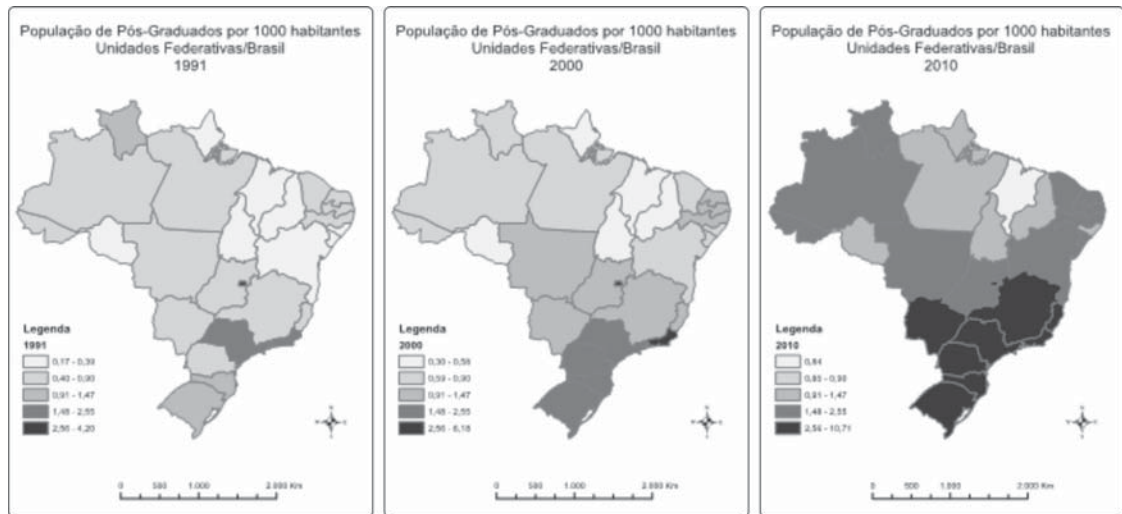 População de Pós-Graduados por 1000 habitantes
Unidades Federativas/Brasil
1991
Legenda
1991
0,17 - 0,39
0,40 - 0,90
0,91 - 1,47
1,48 - 2,55
2,56 - 4,20
0 500 1.000 2.000 Km
População de Pós-Graduados por 1000 habitantes
Unidades Federativas/Brasil
2000
Legenda
2000
0,30 - 0,58
0,59 - 0,90
0,91 - 1,47
1,48 - 2,55
2,56 - 6,18
0 500 1.000 2.000 Km
População de Pós-Graduados por 1000 habitantes
Unidades Federativas/Brasil
2010
Legenda
2010
0,84
0,85 - 0,90
0,91 - 1,47
1,48 - 2,55
2,56 - 10,71
0 500 1.000 2.000 Km